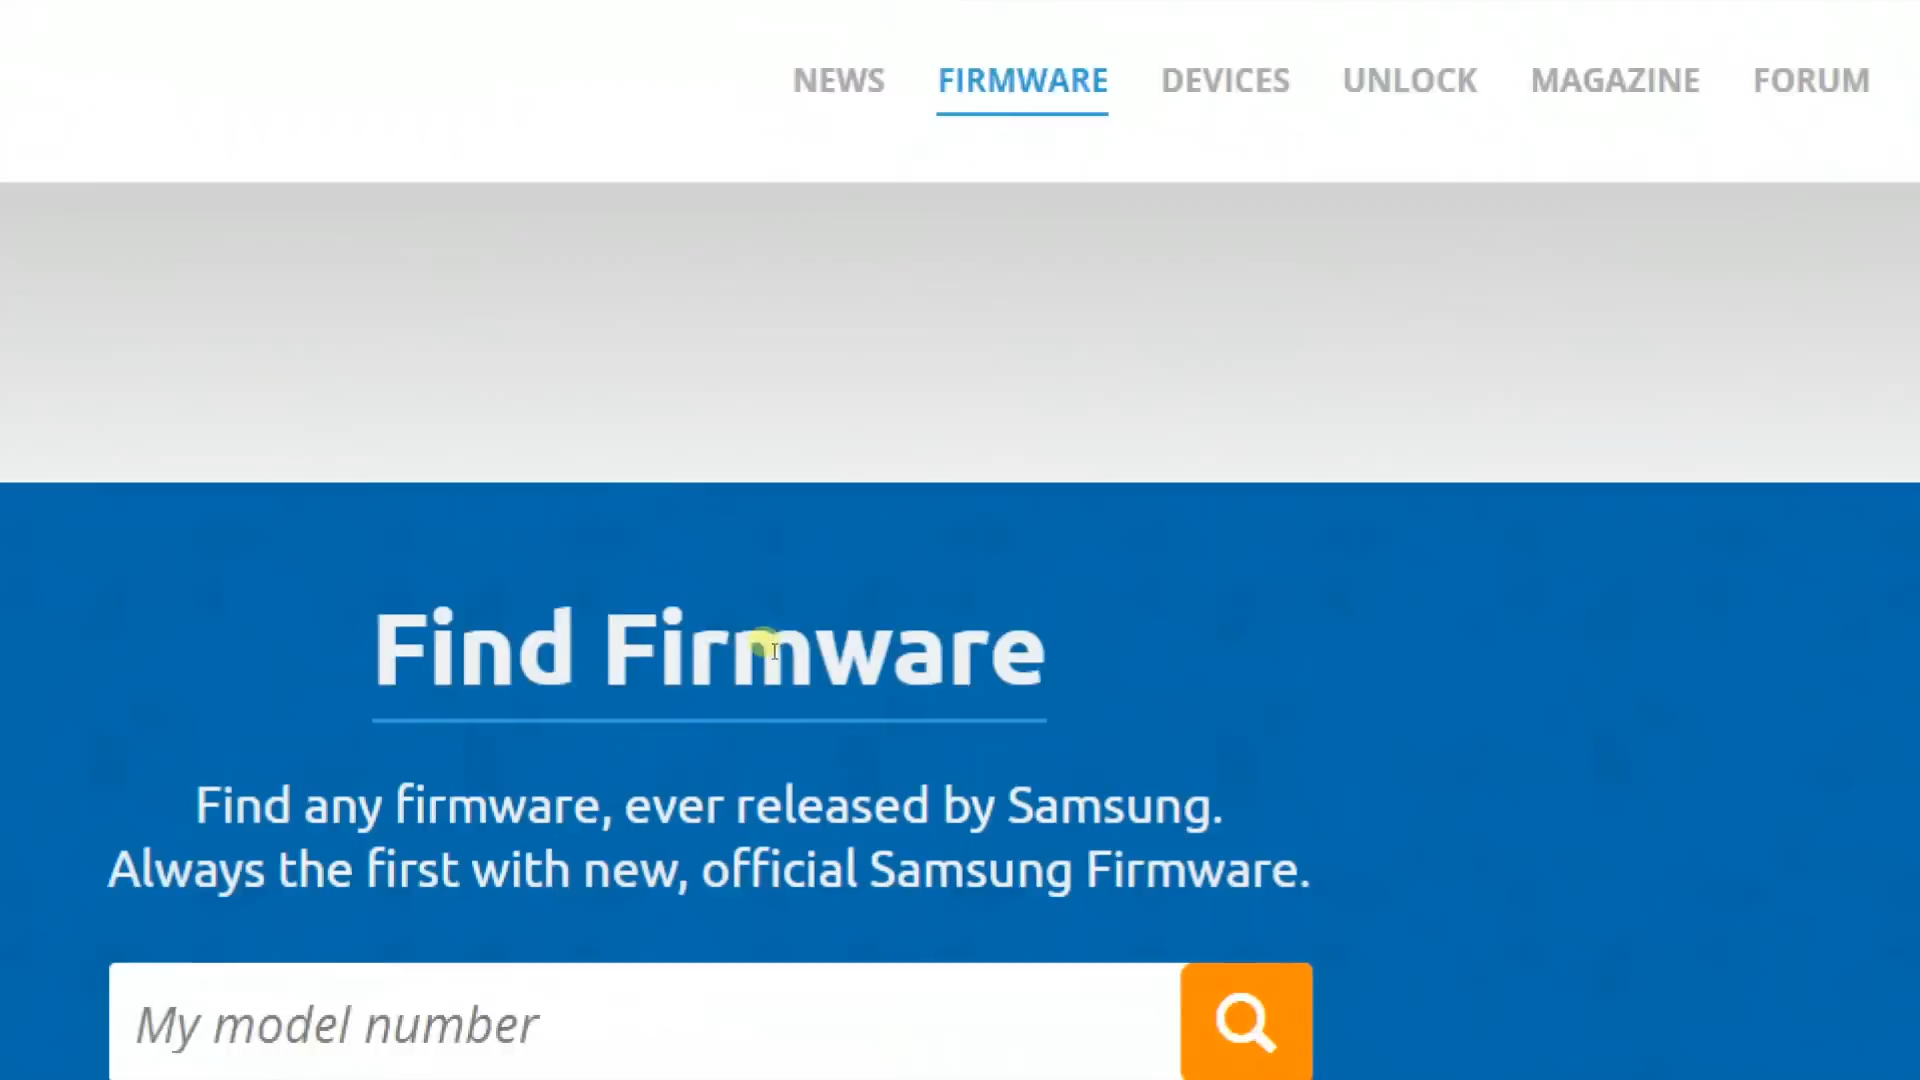 NEWS FIRMWARE DEVICES UNLOCK MAGAZINE FORUM
Find Firmware
Find any firmware, ever released by Samsung.
Always the first with new, official Samsung Firmware.
My model number